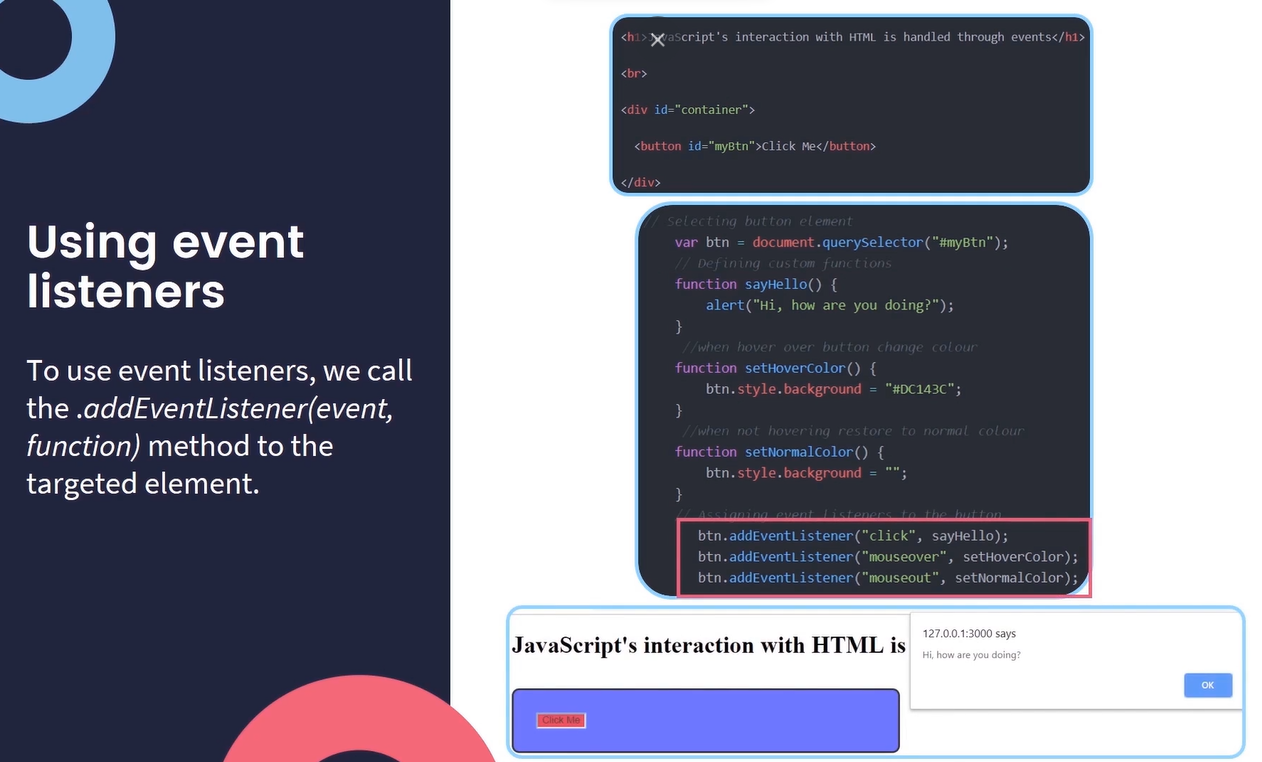 Using event
listeners
To use event listeners, we call
the .addEventListener(event,
function) method to the
targeted element.
<h1>JavaScript's interaction with HTML is handled through events</h1>
<br>
<div id="container">
<button id="myBtn">Click Me</button>
</div>
// Selecting button element
var btn = document.querySelector("#myBtn");
// Defining custom functions
function sayHello() {
alert("Hi, how are you doing?");
}
//when hover over button change colour
function setHoverColor() {
btn.style.background = "#DC143C";
}
//when not hovering restore to normal colour
function setNormalColor() {
btn.style.background = "";
}
// Assigning event listeners to the button
btn.addEventListener("click", sayHello);
btn.addEventListener("mouseover", setHoverColor);
btn.addEventListener("mouseout", setNormalColor);
JavaScript's interaction with HTML is
Click Me
127.0.0.1:3000 says
Hi, how are you doing?
OK